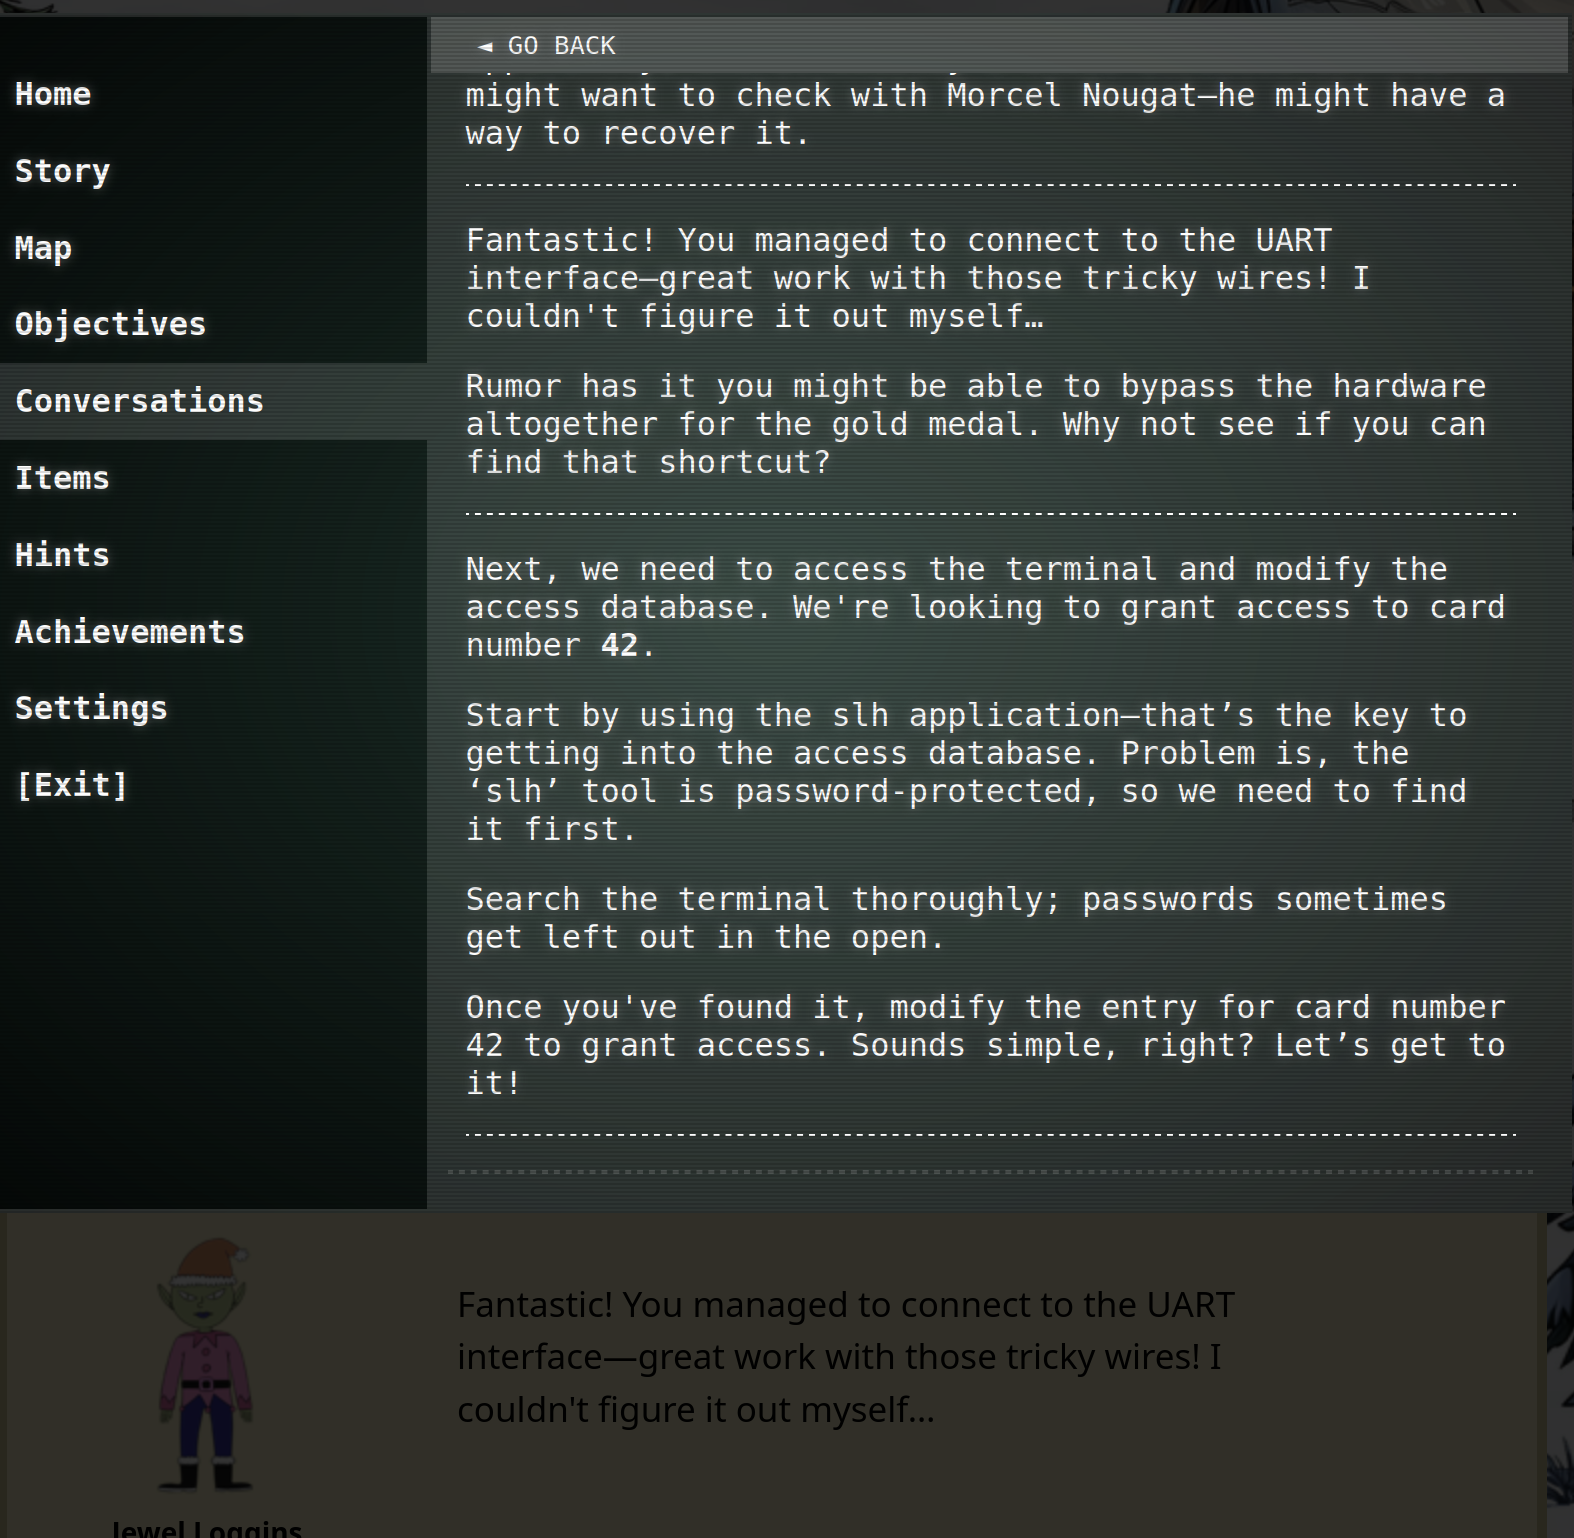 ◄ GO BACK
Home
Story
Map
Objectives
Conversations
Items
Hints
Achievements
Settings
[Exit]
might want to check with Morcel Nougat—he might have a
way to recover it.
Fantastic! You managed to connect to the UART
interface—great work with those tricky wires! I
couldn't figure it out myself…
Rumor has it you might be able to bypass the hardware
altogether for the gold medal. Why not see if you can
find that shortcut?
Next, we need to access the terminal and modify the
access database. We're looking to grant access to card
number 42.
Start by using the slh application—that’s the key to
getting into the access database. Problem is, the
‘slh’ tool is password-protected, so we need to find
it first.
Search the terminal thoroughly; passwords sometimes
get left out in the open.
Once you've found it, modify the entry for card number
42 to grant access. Sounds simple, right? Let’s get to
it!
Fantastic! You managed to connect to the UART
interface—great work with those tricky wires! I
couldn't figure it out myself...
Jewel Loggins